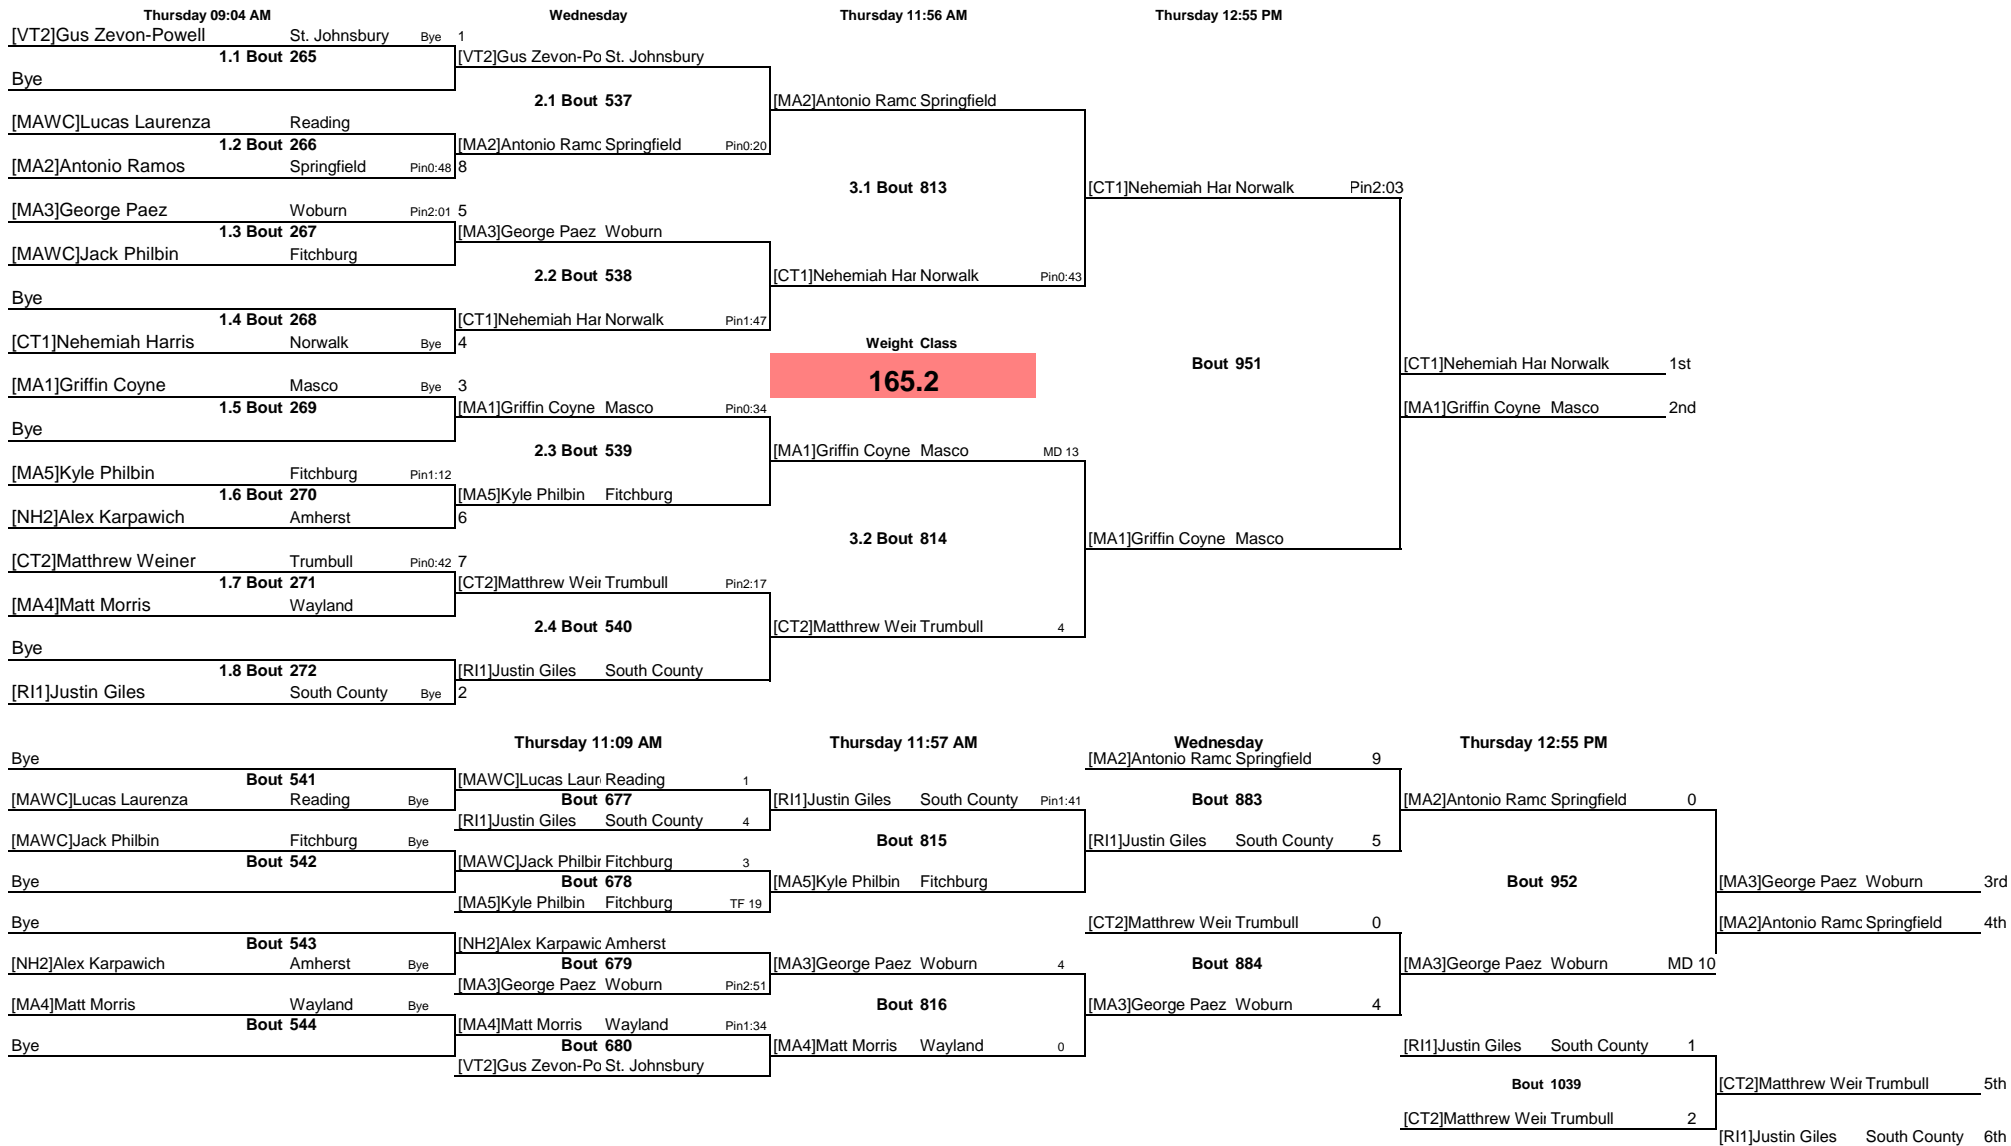 Thursday 09:04 AM Wednesday Thursday 11:56 AM Thursday 12:55 PM
[VT2]Gus Zevon-Powell St. Johnsbury Bye 1
1.1 Bout 265 [VT2]Gus Zevon-Po St. Johnsbury
Bye
2.1 Bout 537 [MA2]Antonio Ramo Springfield
[MAWC]Lucas Laurenza Reading
1.2 Bout 266 [MA2]Antonio Ramo Springfield Pin0:20
[MA2]Antonio Ramos Springfield Pin0:48 8
3.1 Bout 813 [CT1]Nehemiah Har Norwalk Pin2:03
[MA3]George Paez Woburn Pin2:01 5
1.3 Bout 267 [MA3]George Paez Woburn
[MAWC]Jack Philbin Fitchburg
2.2 Bout 538 [CT1]Nehemiah Har Norwalk Pin0:43
Bye
1.4 Bout 268 [CT1]Nehemiah Har Norwalk Pin1:47
[CT1]Nehemiah Harris Norwalk Bye 4 Weight Class
Bout 951 [CT1]Nehemiah Har Norwalk 1st
[MA1]Griffin Coyne Masco Bye 3 165.2
1.5 Bout 269 [MA1]Griffin Coyne Masco Pin0:34 [MA1]Griffin Coyne Masco 2nd
Bye
2.3 Bout 539 [MA1]Griffin Coyne Masco MD 13
[MA5]Kyle Philbin Fitchburg Pin1:12
1.6 Bout 270 [MA5]Kyle Philbin Fitchburg
[NH2]Alex Karpawich Amherst 6
3.2 Bout 814 [MA1]Griffin Coyne Masco
[CT2]Matthrew Weiner Trumbull Pin0:42 7
1.7 Bout 271 [CT2]Matthrew Wein Trumbull Pin2:17
[MA4]Matt Morris Wayland
2.4 Bout 540 [CT2]Matthrew Wein Trumbull 4
Bye
1.8 Bout 272 [RI1]Justin Giles South County
[RI1]Justin Giles South County Bye 2
Thursday 11:09 AM Thursday 11:57 AM Wednesday Thursday 12:55 PM
Bye [MA2]Antonio Ramo Springfield 9
Bout 541 [MAWC]Lucas Laur Reading 1
[MAWC]Lucas Laurenza Reading Bye Bout 677 [RI1]Justin Giles South County Pin1:41 Bout 883 [MA2]Antonio Ramo Springfield 0
[RI1]Justin Giles South County 4
[MAWC]Jack Philbin Fitchburg Bye Bout 815 [RI1]Justin Giles South County 5
Bout 542 [MAWC]Jack Philbin Fitchburg 3
Bye Bout 678 [MA5]Kyle Philbin Fitchburg Bout 952 [MA3]George Paez Woburn 3rd
[MA5]Kyle Philbin Fitchburg TF 19
Bye [CT2]Matthrew Wein Trumbull 0 [MA2]Antonio Ramo Springfield 4th
Bout 543 [NH2]Alex Karpawic Amherst
[NH2]Alex Karpawich Amherst Bye Bout 679 [MA3]George Paez Woburn 4 Bout 884 [MA3]George Paez Woburn MD 10
[MA3]George Paez Woburn Pin2:51
[MA4]Matt Morris Wayland Bye Bout 816 [MA3]George Paez Woburn 4
Bout 544 [MA4]Matt Morris Wayland Pin1:34
Bye Bout 680 [MA4]Matt Morris Wayland 0 [RI1]Justin Giles South County 1
[VT2]Gus Zevon-Po St. Johnsbury
Bout 1039 [CT2]Matthrew Wein Trumbull 5th
[CT2]Matthrew Wein Trumbull 2
[RI1]Justin Giles South County 6th